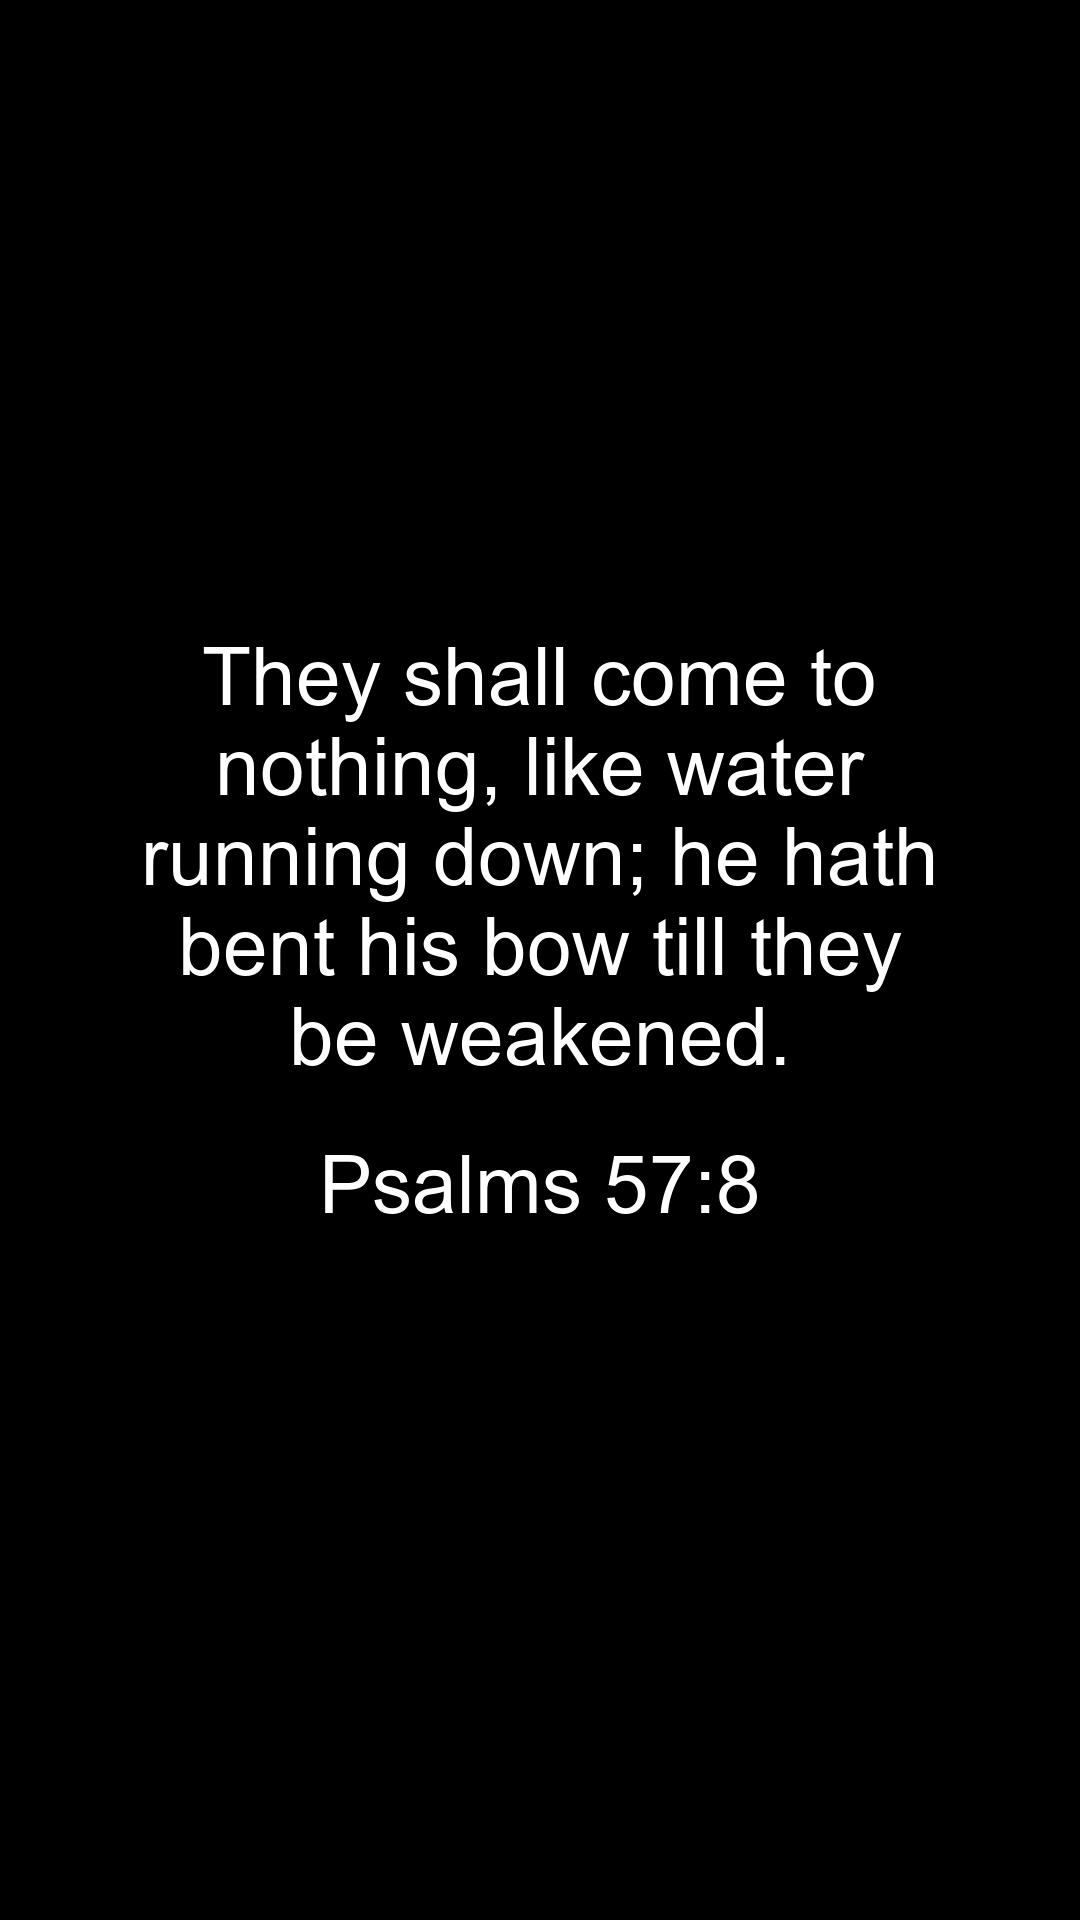 They shall come to
nothing, like water
running down; he hath
bent his bow till they
be weakened.
Psalms 57:8